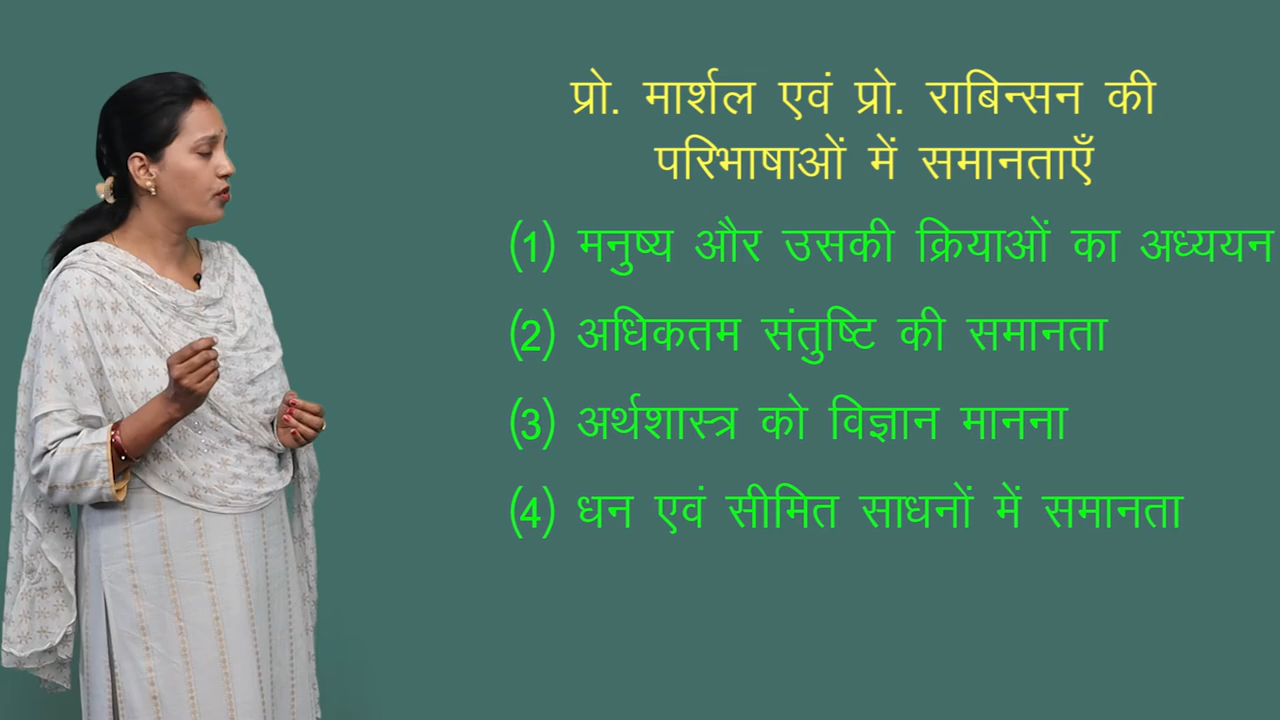 प्रो. मार्शल एवं प्रो. राबिन्सन की
परिभाषाओं में समानताएँ
(1) मनुष्य और उसकी क्रियाओं का अध्ययन
(2) अधिकतम संतुष्टि की समानता
(3) अर्थशास्त्र को विज्ञान मानना
(4) धन एवं सीमित साधनों में समानता